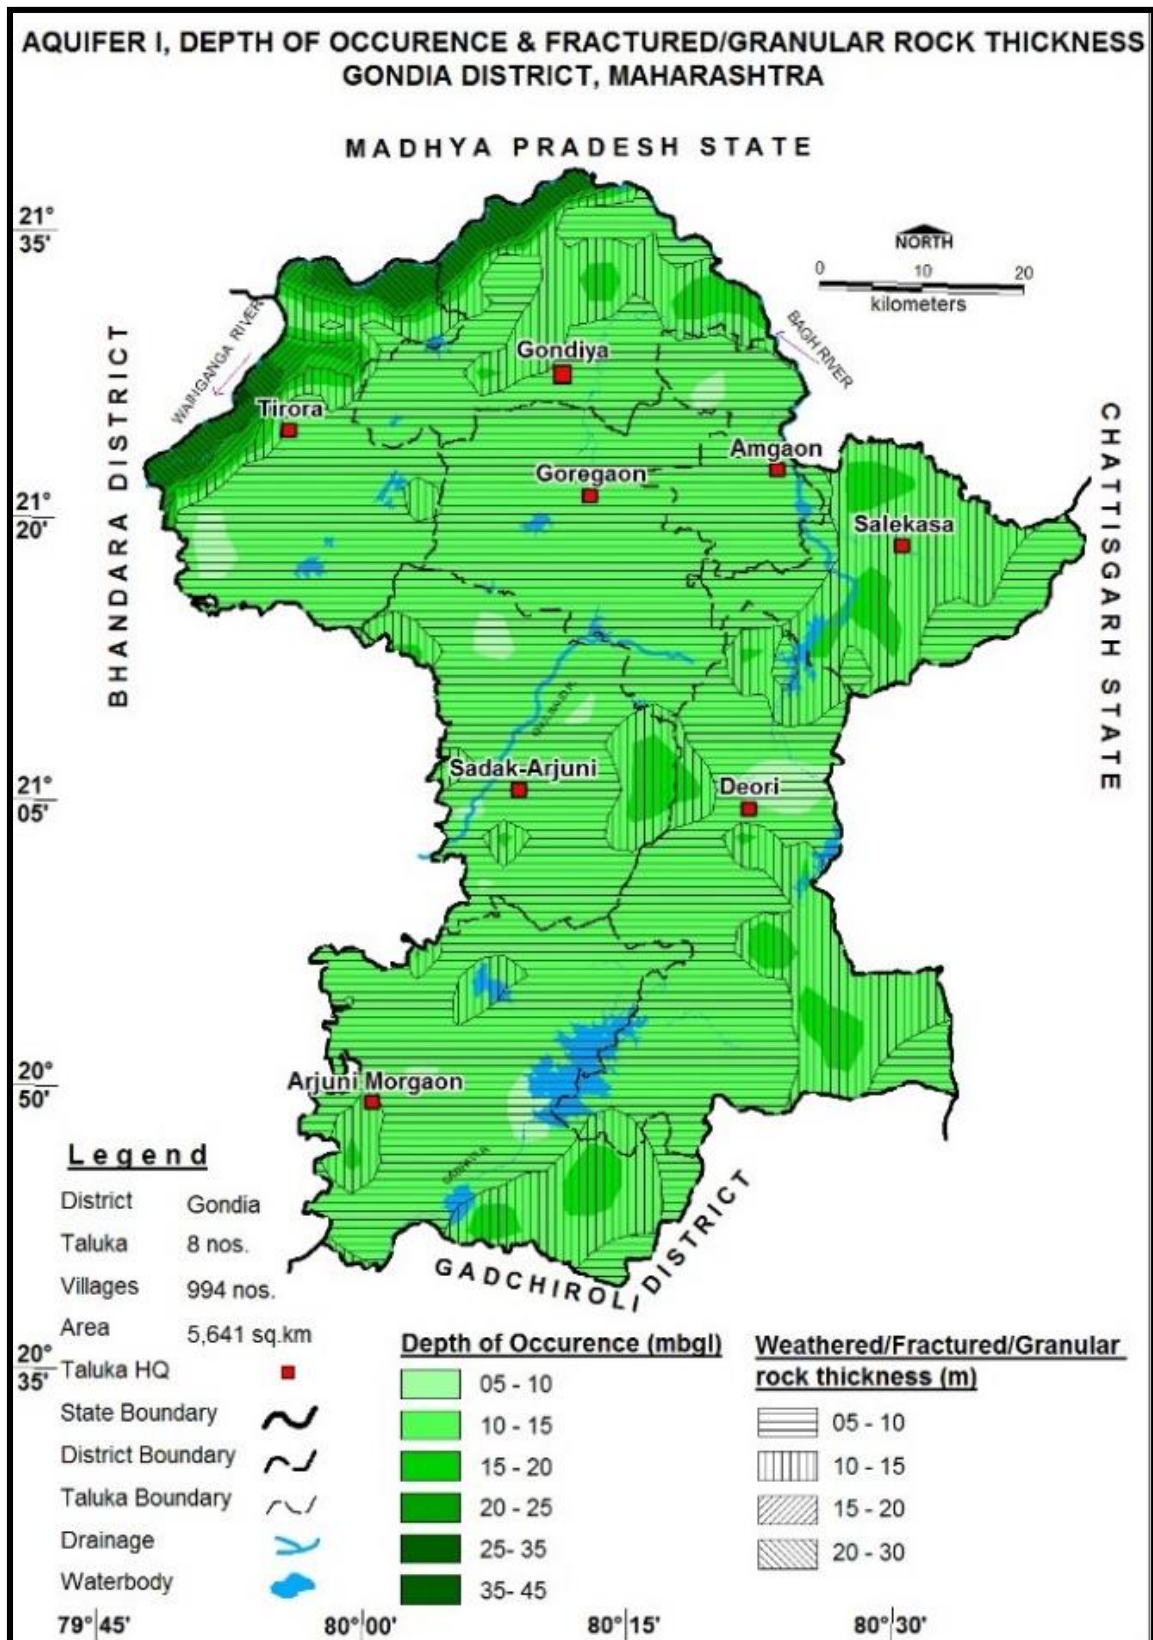 AQUIFER I, DEPTH OF OCCURENCE & FRACTURED/GRANULAR ROCK THICKNESS
GONDIA DISTRICT, MAHARASHTRA
MADHYA PRADESH STATE
21°
35'
NORTH
0 10 20
kilometers
WAINGANGA RIVER
BAGH RIVER
BHANDARA DISTRICT
CHATTISGARH STATE
Gondiya
Tirora
Amgaon
Goregaon
21°
20'
Salekasa
Sadak-Arjuni
Deori
21°
05'
20°
50'
Arjuni Morgaon
GADCHIROLI DISTRICT
Legend
District Gondia
Taluka 8 nos.
Villages 994 nos.
Area 5,641 sq.km
20°
35'
Taluka HQ
State Boundary
District Boundary
Taluka Boundary
Drainage
Waterbody
Depth of Occurence (mbgl)
05 - 10
10 - 15
15 - 20
20 - 25
25- 35
35- 45
Weathered/Fractured/Granular
rock thickness (m)
05 - 10
10 - 15
15 - 20
20 - 30
79°45' 80°00' 80°15' 80°30'